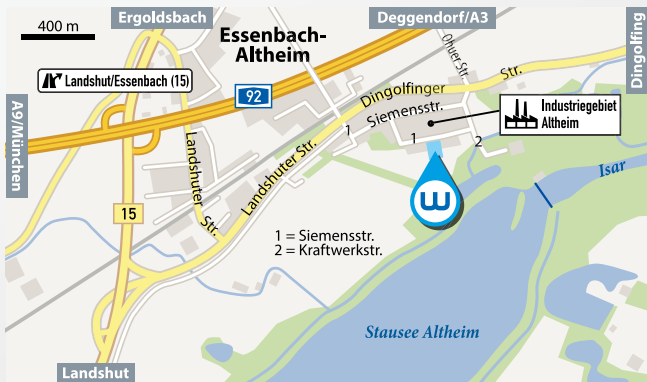 400 m
Ergoldsbach
Deggendorf/A3
Dingolfing
Essenbach-
Altheim
Ohuer Str.
Landshut/Essenbach (15)
92
Dingolfinger Str.
Siemensstr.
Industriegebiet
Altheim
A9/München
1
1
2
Landshuter Str.
Landshuter Str.
Isar
15
W
1 = Siemensstr.
2 = Kraftwerkstr.
Stausee Altheim
Landshut